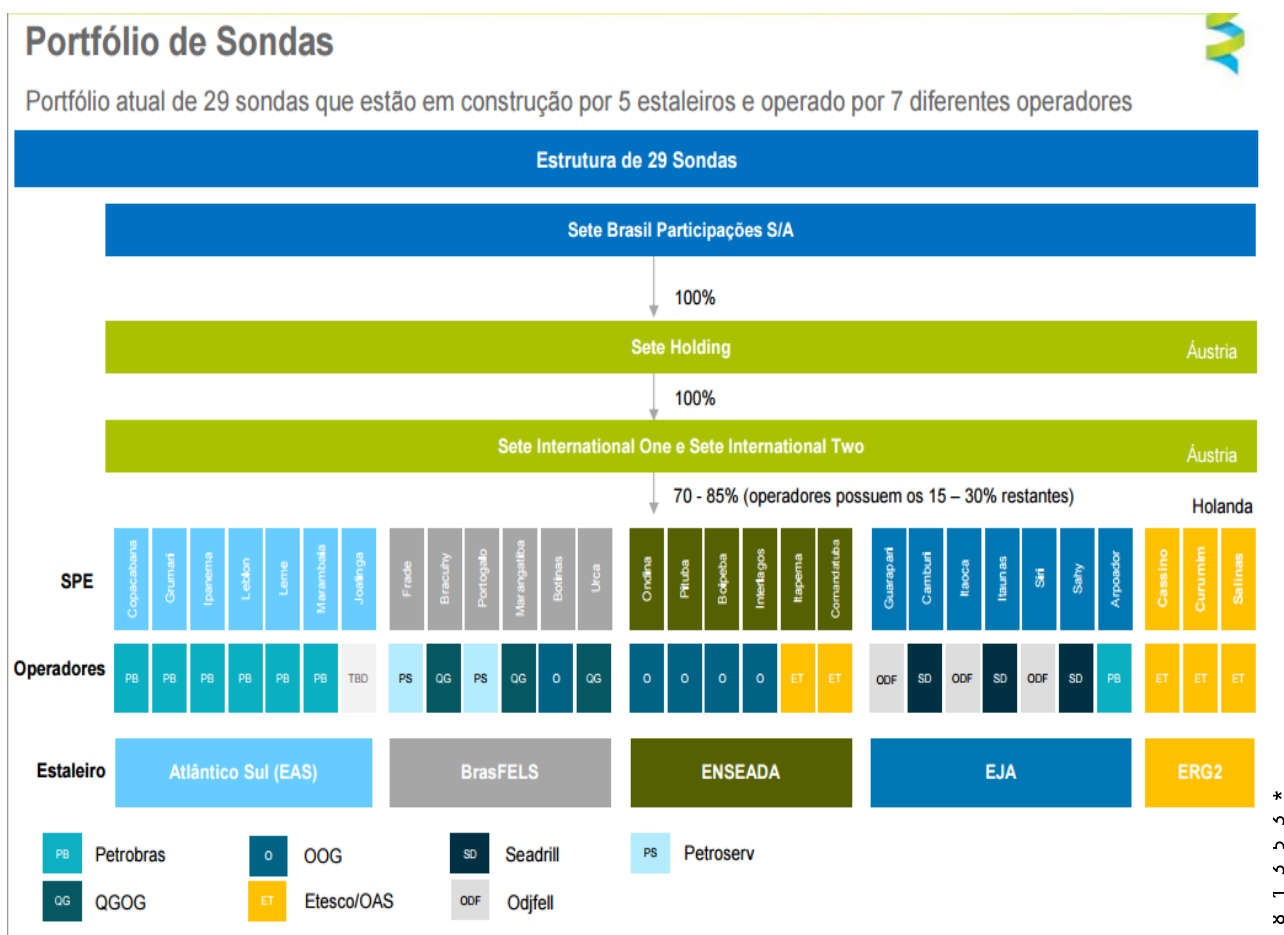 Portfólio de Sondas
Portfólio atual de 29 sondas que estão em construção por 5 estaleiros e operado por 7 diferentes operadores
Estrutura de 29 Sondas
Sete Brasil Participações S/A
100%
Sete Holding
Áustria
100%
Sete International One e Sete International Two
Áustria
70 - 85% (operadores possuem os 15 – 30% restantes)
Holanda
SPE
Copacabana
Grumari
Ipanema
Leblon
Leme
Marambaia
Joatinga
Frade
Bracuhy
Portogalo
Marangatiba
Botinas
Urca
Ondina
Pituba
Boipeba
Interlagos
Itapema
Comandatuba
Guarapari
Camburi
Itaoca
Itaunas
Siri
Sahy
Arpoador
Cassino
Curumim
Salinas
Operadores
PB PB PB PB PB PB TBD PS QG PS QG O QG O O O O ET ET ODF SD ODF SD ODF SD PB ET ET ET
Estaleiro
Atlântico Sul (EAS)
BrasFELS
ENSEADA
EJA
ERG2
PB Petrobras
O OOG
SD Seadrill
PS Petroserv
QG QGOG
ET Etesco/OAS
ODF Odjfell